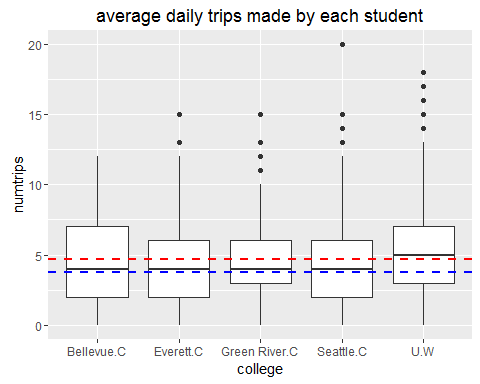 average daily trips made by each student
numtrips
20
15
10
5
0
Bellevue.C Everett.C Green River.C Seattle.C U.W
college